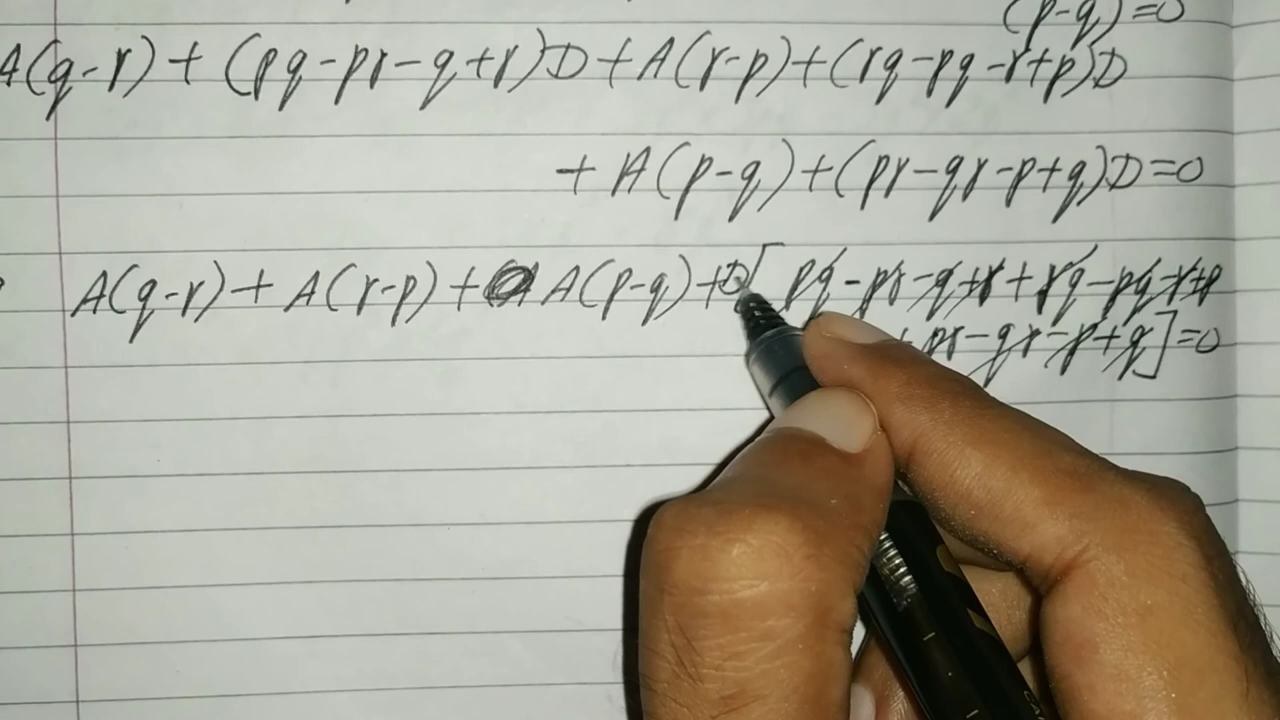 (p-q)=0
A(q-r)+(pq-pr-q+r)D+A(r-p)+(rq-pq-r+p)D
+A(p-q)+(pr-qr-p+q)D=0
A(q-r)+A(r-p)+A(p-q)+D[pq-pr-q+r+rq-pq-r+p
+pr-qr-p+q]=0